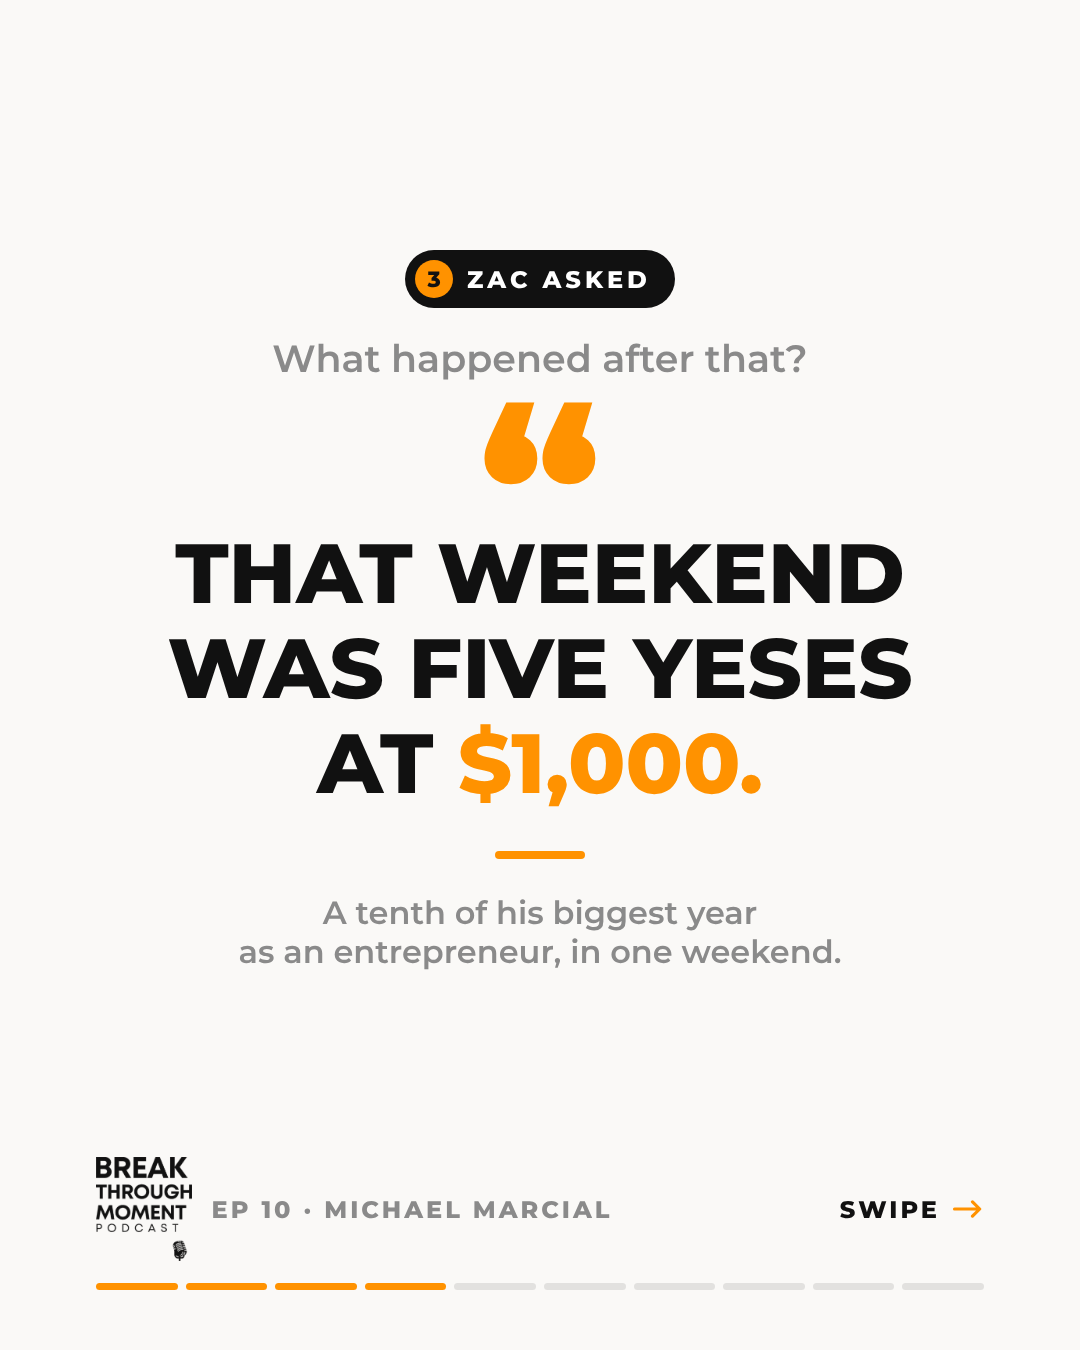 3 ZAC ASKED
What happened after that?
“
THAT WEEKEND
WAS FIVE YESES
AT $1,000.
A tenth of his biggest year
as an entrepreneur, in one weekend.
BREAK
THROUGH
MOMENT
PODCAST
EP 10 · MICHAEL MARCIAL
SWIPE →